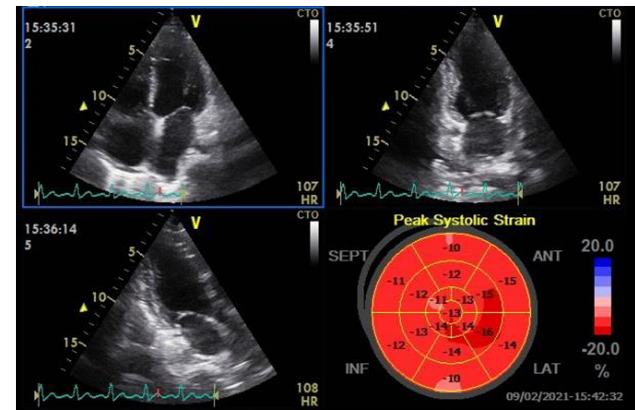 CTO
15:35:31
2
V
5
10
15
107
HR
CTO
15:35:51
4
V
5
10
15
107
HR
CTO
15:36:14
5
V
5
10
15
108
HR
Peak Systolic Strain
SEPT
ANT
INF
LAT
20.0
-20.0
%
-10
-12
-11
-15
-12
-11
-13
-15
-13
-14
-14
-16
-12
-14
-14
-10
09/02/2021-15:42:32